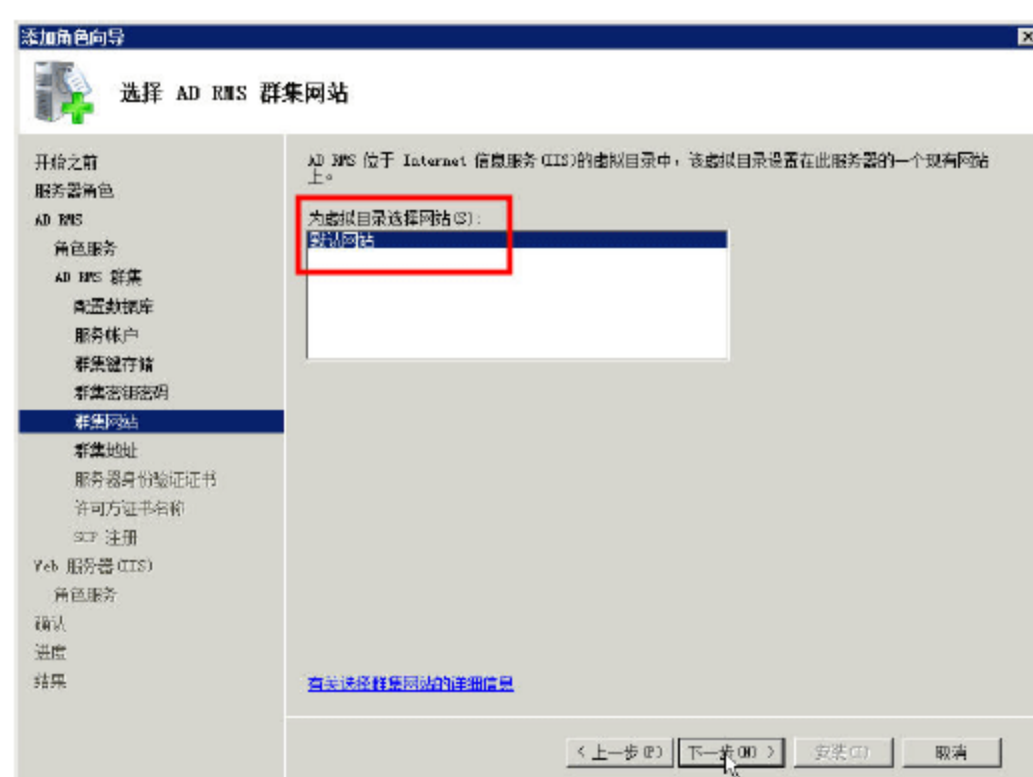 添加角色向导
选择 AD RMS 群集网站
开始之前
服务器角色
AD RMS
角色服务
AD RMS 群集
配置数据库
服务帐户
群集键存储
群集密钥密码
群集网站
群集地址
服务器身份验证证书
许可方证书名称
SCP 注册
Web 服务器(IIS)
角色服务
确认
进度
结果
AD RMS 位于 Internet 信息服务(IIS)的虚拟目录中，该虚拟目录设置在此服务器的一个现有网站
上。
为虚拟目录选择网站(S):
默认网站
有关选择群集网站的详细信息
< 上一步(P)
下一步(N) >
安装(I)
取消